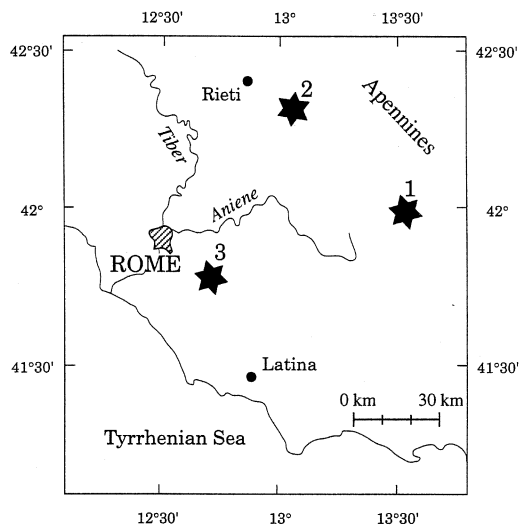 12°30' 13° 13°30'
42°30' 42°30'
Rieti
2
Apennines
Tiber
Aniene
1
42° 42°
3
ROME
41°30' Latina 41°30'
0 km 30 km
Tyrrhenian Sea
12°30' 13° 13°30'